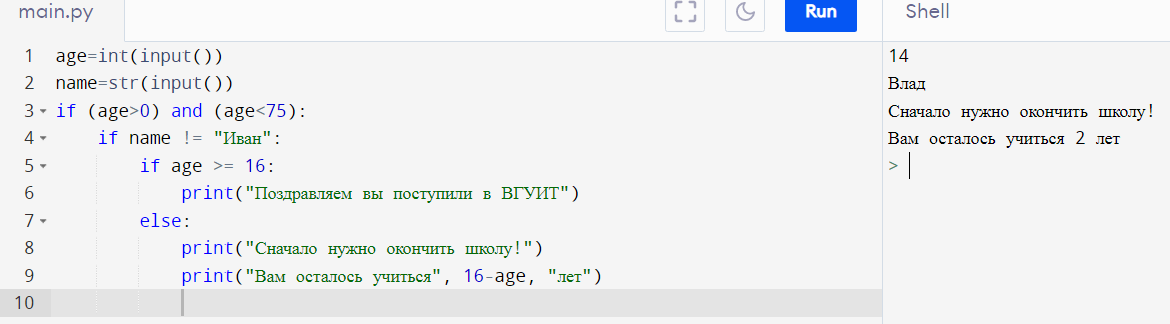 main.py
Run
Shell
1 age=int(input())
2 name=str(input())
3 if (age>0) and (age<75):
4 if name != "Иван":
5 if age >= 16:
6 print("Поздравляем вы поступили в ВГУИТ")
7 else:
8 print("Сначало нужно окончить школу!")
9 print("Вам осталось учиться", 16-age, "лет")
10
14
Влад
Сначало нужно окончить школу!
Вам осталось учиться 2 лет
>